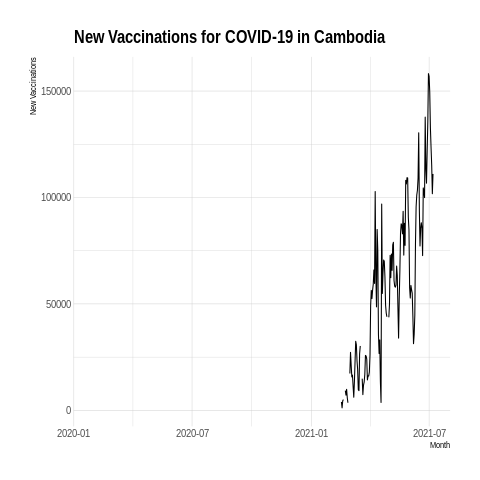 New Vaccinations for COVID-19 in Cambodia
New Vaccinations
150000
100000
50000
0
2020-01 2020-07 2021-01 2021-07
Month